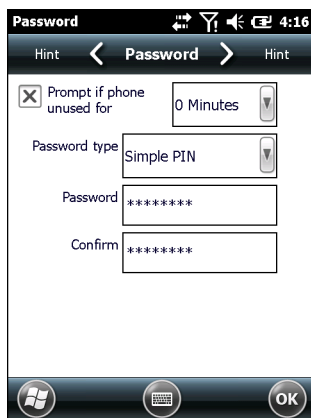 Password 4:16
Hint Password Hint
Prompt if phone
unused for
0 Minutes
Password type
Simple PIN
Password ********
Confirm ********
OK